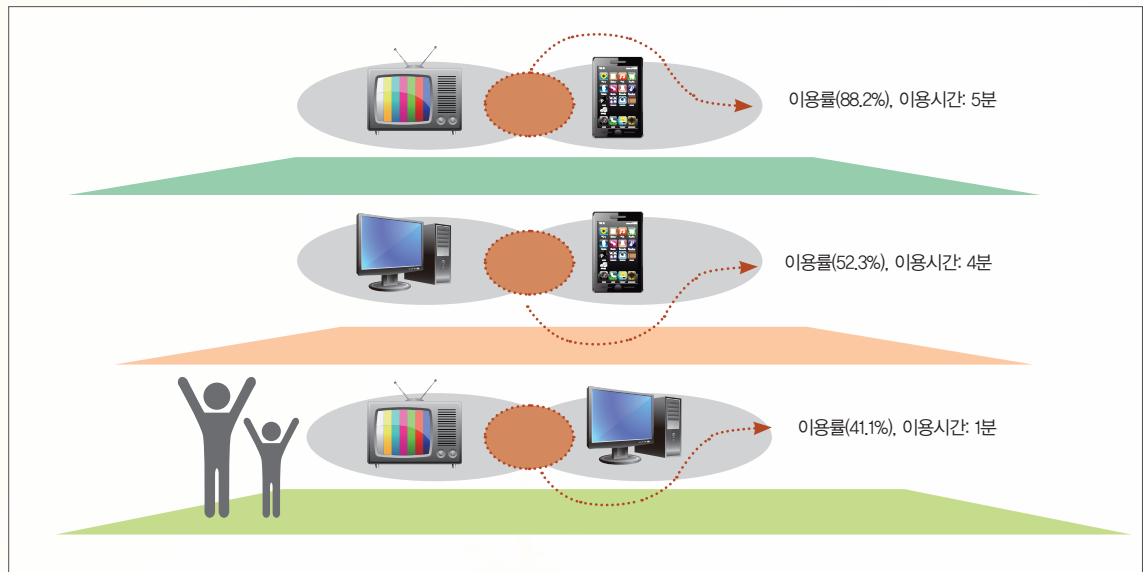 이용률(88.2%), 이용시간: 5분
이용률(52.3%), 이용시간: 4분
이용률(41.1%), 이용시간: 1분